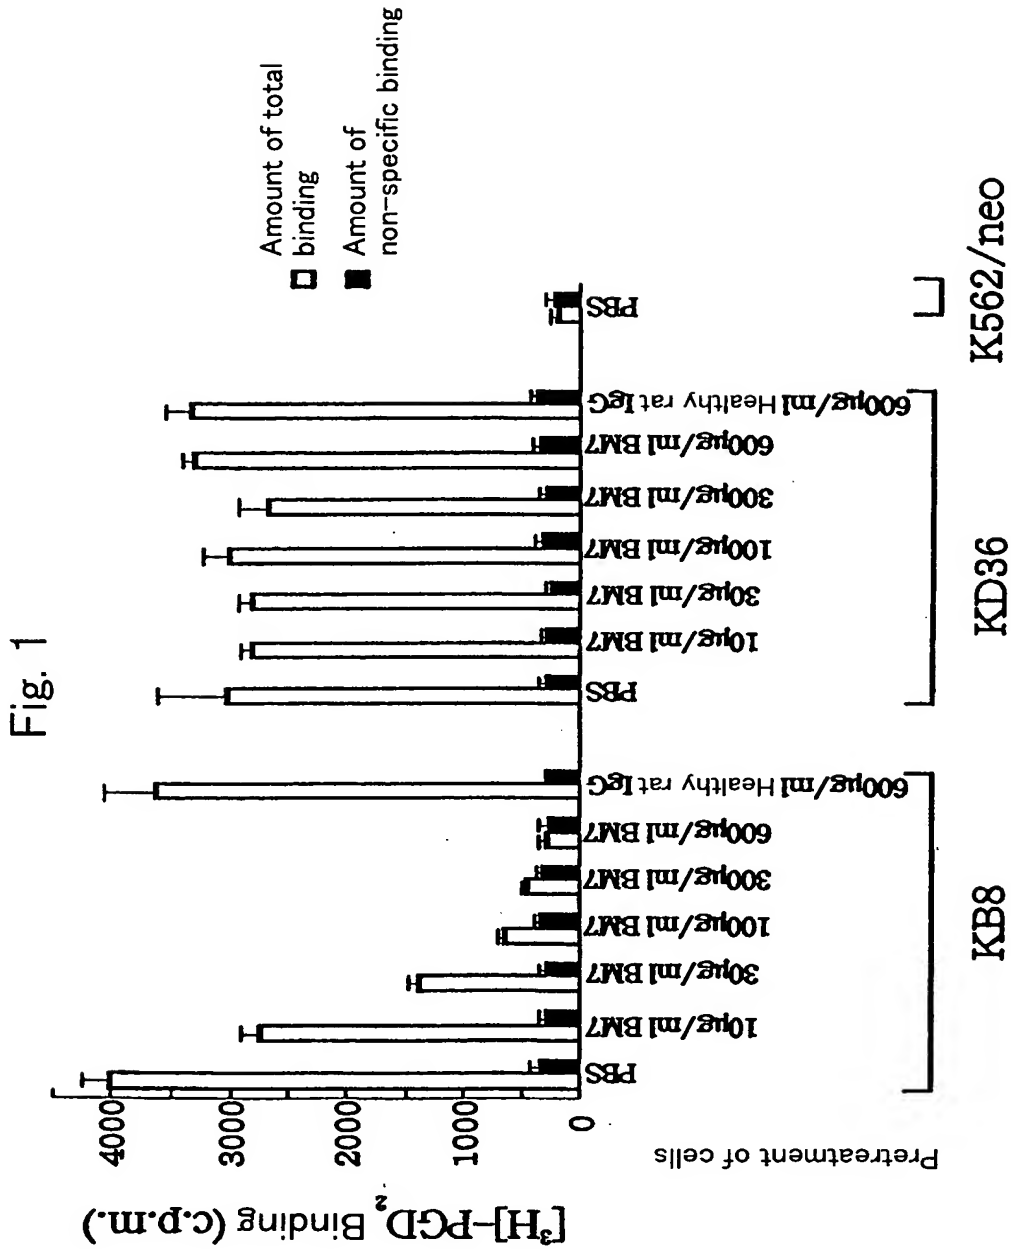 Fig. 1
Amount of total
binding
Amount of
non-specific binding
[³H]-PGD₂ Binding (c.p.m.)
4000
3000
2000
1000
0
Pretreatment of cells
PBS
10µg/ml BM7
30µg/ml BM7
100µg/ml BM7
300µg/ml BM7
600µg/ml BM7
600µg/ml Healthy rat IgG
PBS
10µg/ml BM7
30µg/ml BM7
100µg/ml BM7
300µg/ml BM7
600µg/ml BM7
600µg/ml Healthy rat IgG
PBS
KB8
KD36
K562/neo